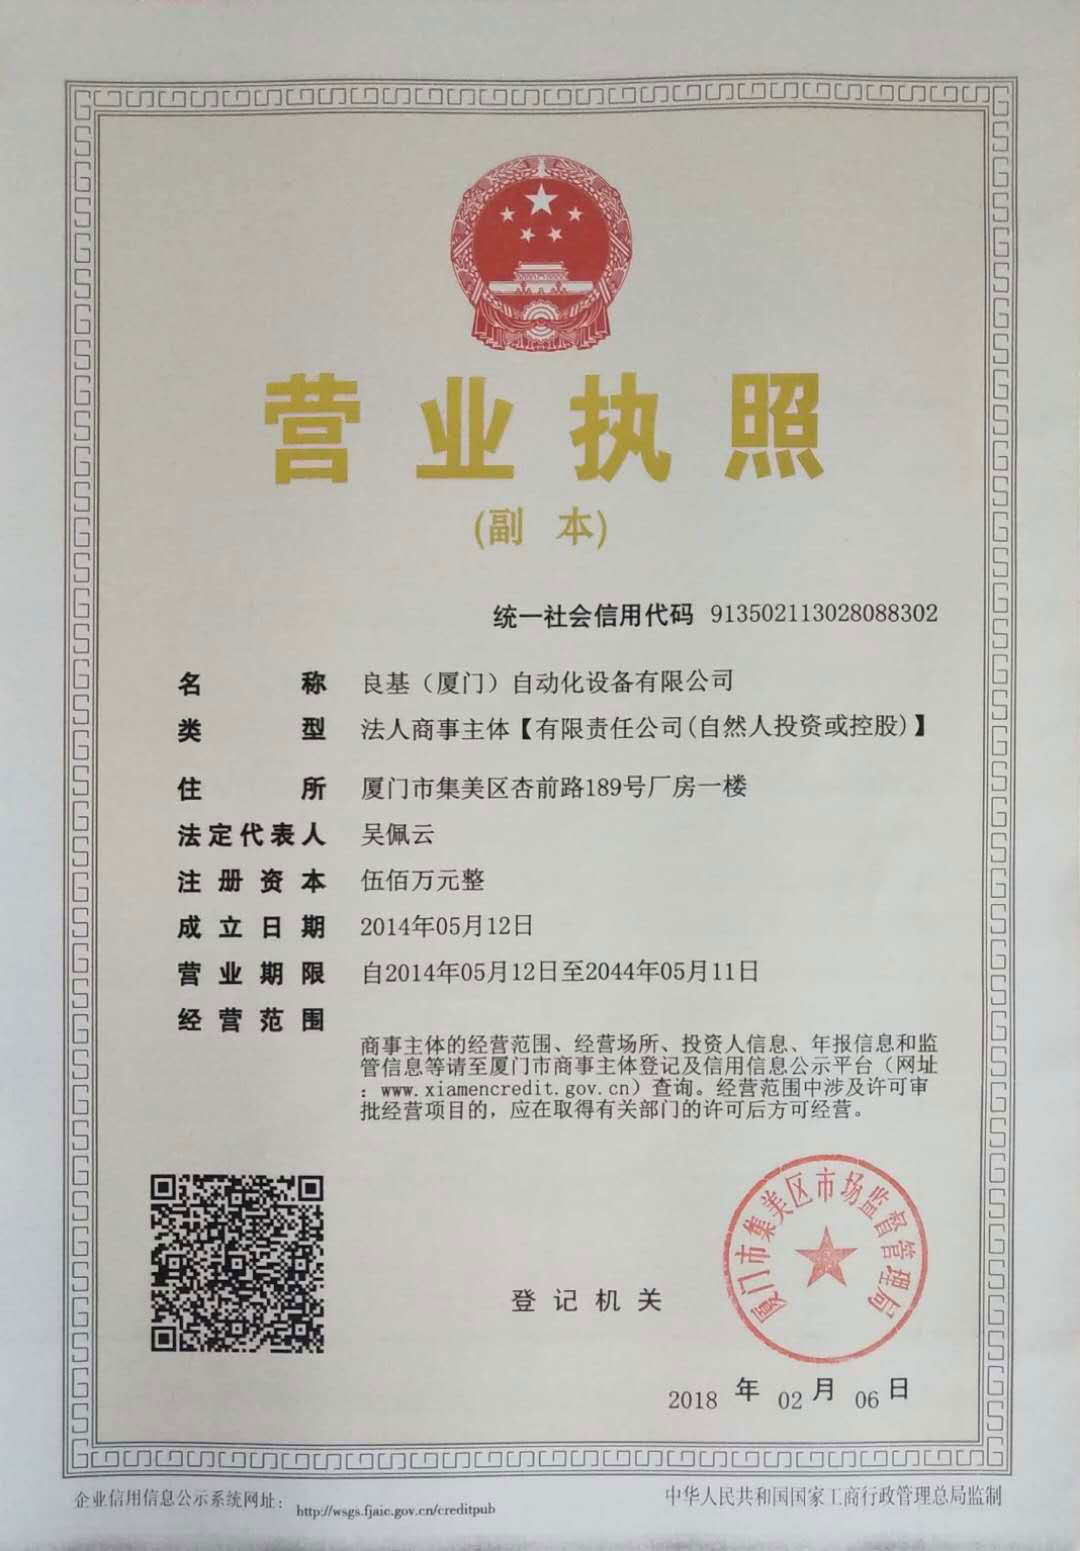 营业执照
(副 本)
统一社会信用代码 913502113028088302
名称 良基（厦门）自动化设备有限公司
类型 法人商事主体【有限责任公司(自然人投资或控股)】
住所 厦门市集美区杏前路189号厂房一楼
法定代表人 吴佩云
注册资本 伍佰万元整
成立日期 2014年05月12日
营业期限 自2014年05月12日至2044年05月11日
经营范围
商事主体的经营范围、经营场所、投资人信息、年报信息和监
管信息等请至厦门市商事主体登记及信用信息公示平台（网址
：www.xiamencredit.gov.cn）查询。经营范围中涉及许可审
批经营项目的，应在取得有关部门的许可后方可经营。
厦门市集美区市场监督管理局
登记机关
2018 年 02 月 06 日
企业信用信息公示系统网址： http://wsgs.fjaic.gov.cn/creditpub
中华人民共和国国家工商行政管理总局监制